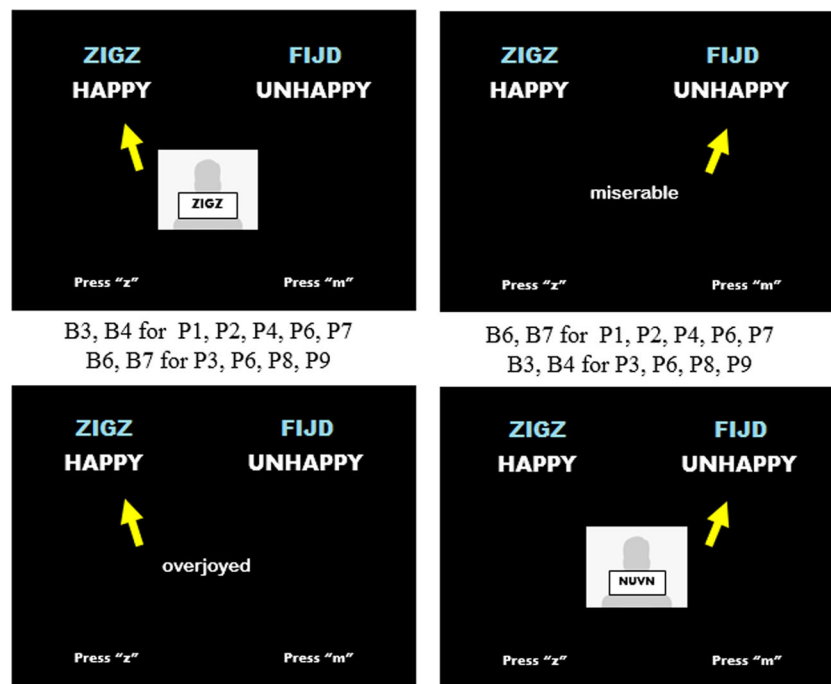 ZIGZ FIJD
HAPPY UNHAPPY
ZIGZ
Press “z” Press “m”
ZIGZ FIJD
HAPPY UNHAPPY
miserable
Press “z” Press “m”
B3, B4 for P1, P2, P4, P6, P7
B6, B7 for P3, P6, P8, P9
B6, B7 for P1, P2, P4, P6, P7
B3, B4 for P3, P6, P8, P9
ZIGZ FIJD
HAPPY UNHAPPY
overjoyed
Press “z” Press “m”
ZIGZ FIJD
HAPPY UNHAPPY
NUVN
Press “z” Press “m”